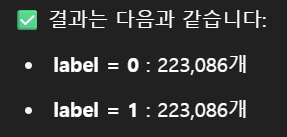 ✅ 결과는 다음과 같습니다:
• label = 0 : 223,086개
• label = 1 : 223,086개